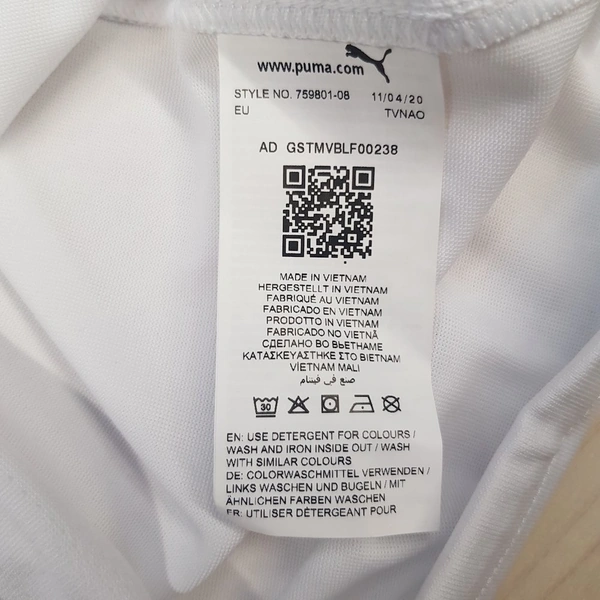 www.puma.com
STYLE NO. 759801-08 11/04/20
EU TVNAO
AD GSTMVBLF00238
MADE IN VIETNAM
HERGESTELLT IN VIETNAM
FABRIQUÉ AU VIETNAM
FABRICADO EN VIETNAM
PRODOTTO IN VIETNAM
FABRICADO NO VIETNÃ
СДЕЛАНО ВО ВЬЕТНАМЕ
ΚΑΤΑΣΚΕΥΑΣΤΗΚΕ ΣΤΟ ΒΙΕΤΝΑΜ
VİETNAM MALI
صنع في فيتنام
30
EN: USE DETERGENT FOR COLOURS /
WASH AND IRON INSIDE OUT / WASH
WITH SIMILAR COLOURS
DE: COLORWASCHMITTEL VERWENDEN /
LINKS WASCHEN UND BUGELN / MIT
ÄHNLICHEN FARBEN WASCHEN
FR: UTILISER DÉTERGEANT POUR